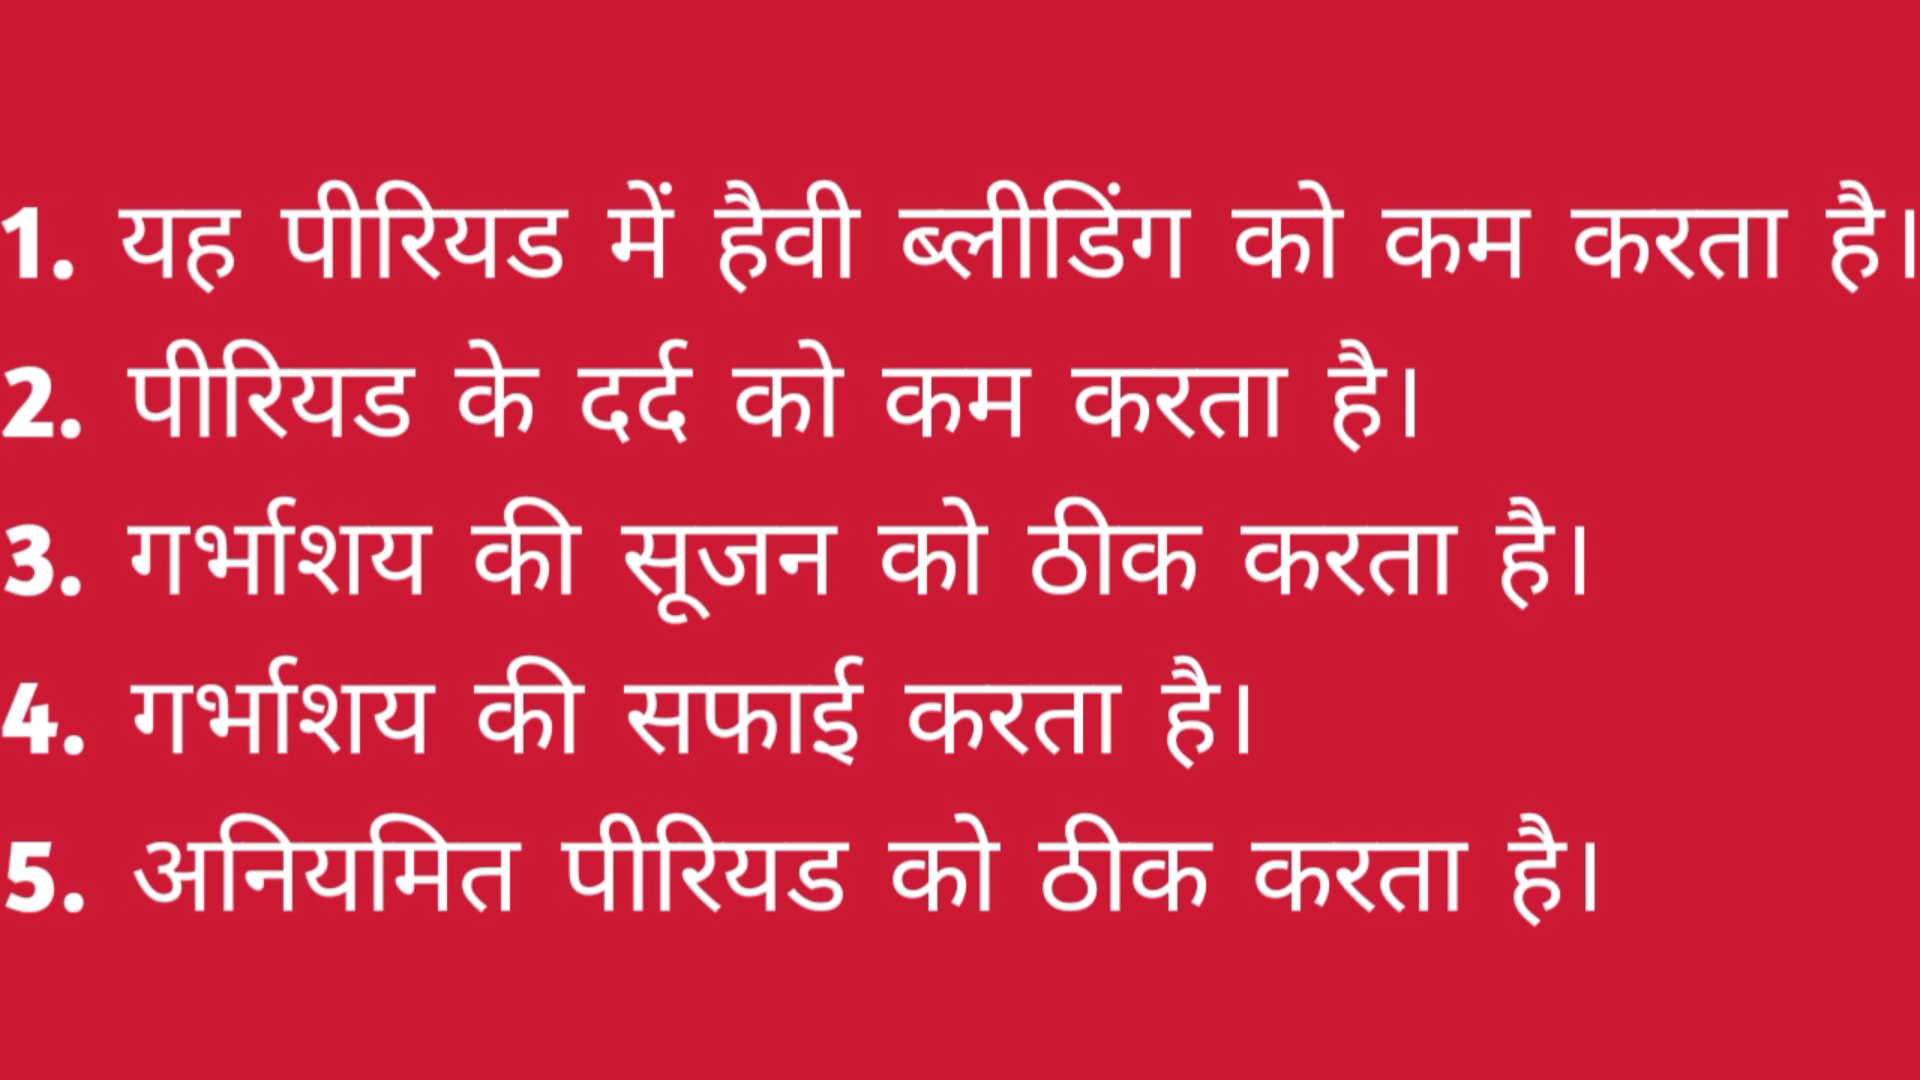 1. यह पीरियड में हैवी ब्लीडिंग को कम करता है।
2. पीरियड के दर्द को कम करता है।
3. गर्भाशय की सूजन को ठीक करता है।
4. गर्भाशय की सफाई करता है।
5. अनियमित पीरियड को ठीक करता है।